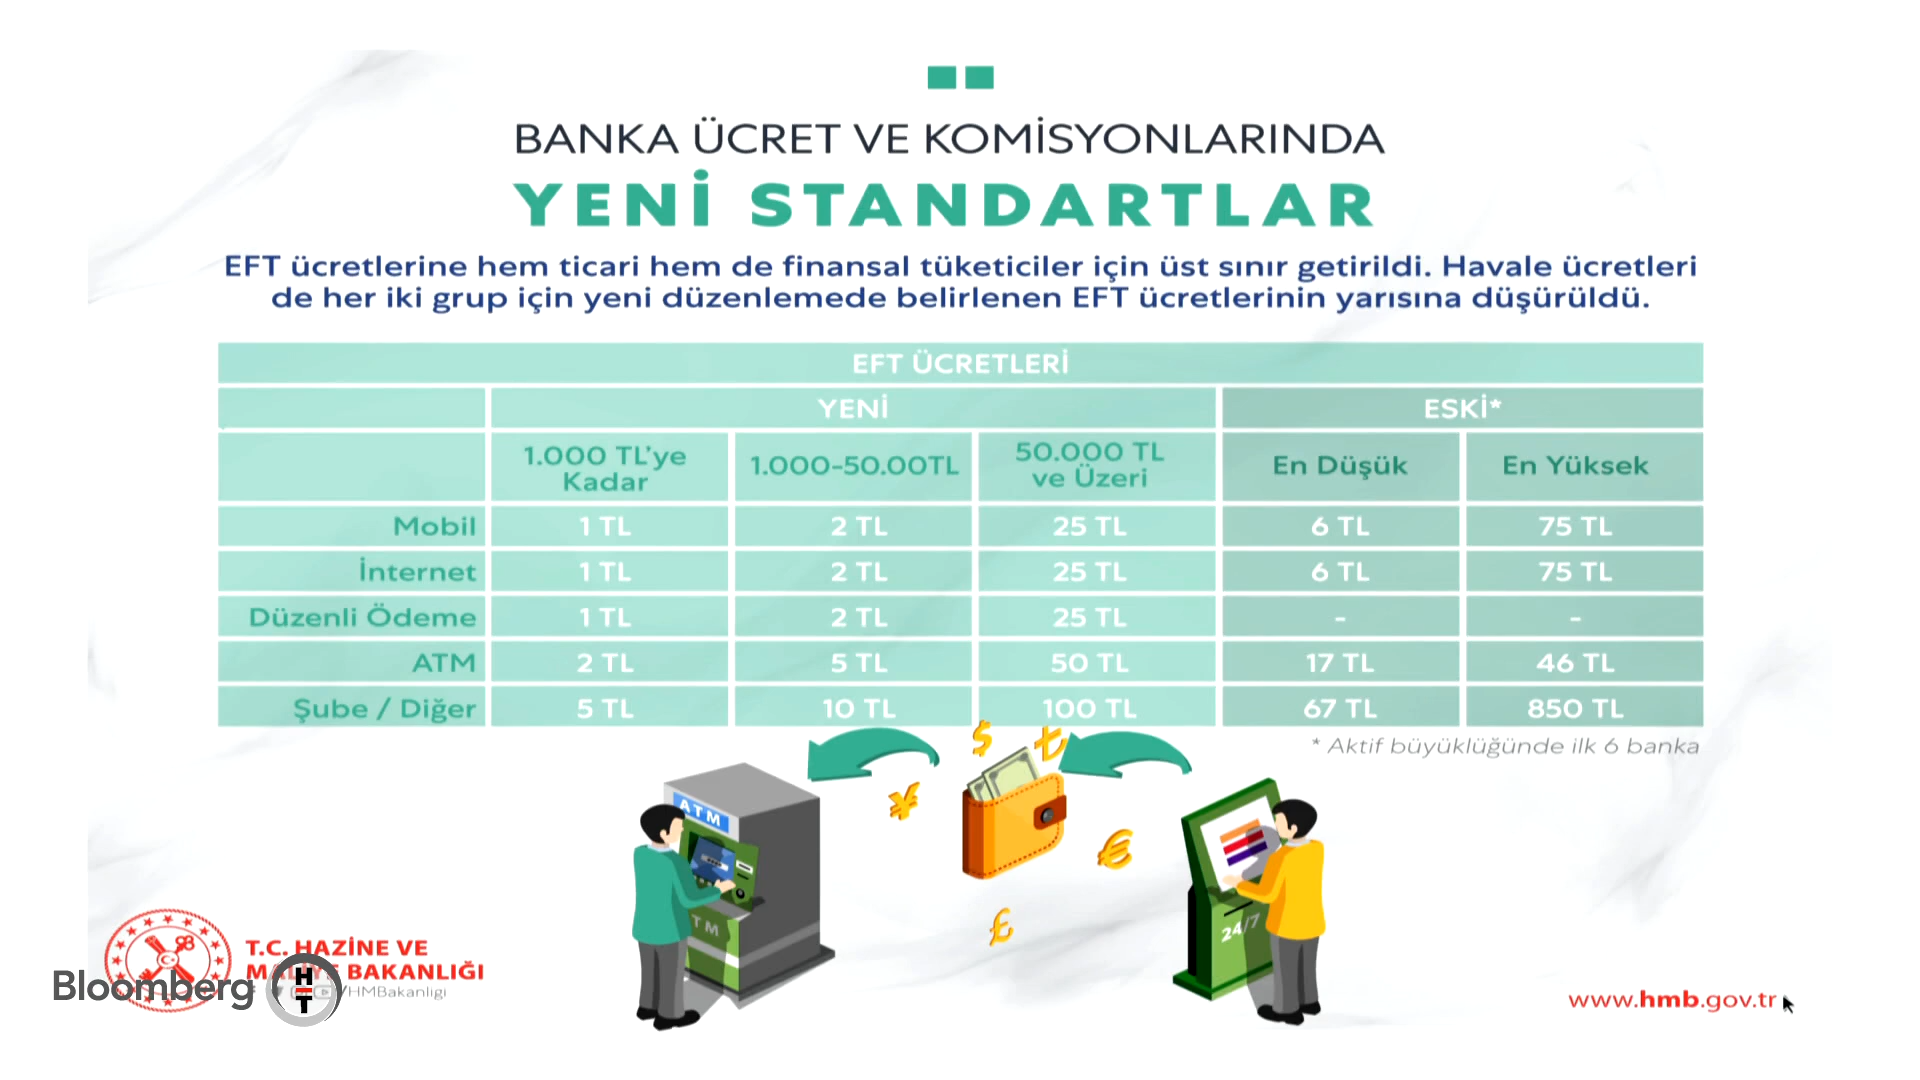 BANKA ÜCRET VE KOMİSYONLARINDA
YENİ STANDARTLAR
EFT ücretlerine hem ticari hem de finansal tüketiciler için üst sınır getirildi. Havale ücretleri
de her iki grup için yeni düzenlemede belirlenen EFT ücretlerinin yarısına düşürüldü.
EFT ÜCRETLERİ
YENİ ESKİ*
1.000 TL'ye Kadar 1.000-50.00TL 50.000 TL ve Üzeri En Düşük En Yüksek
Mobil 1 TL 2 TL 25 TL 6 TL 75 TL
İnternet 1 TL 2 TL 25 TL 6 TL 75 TL
Düzenli Ödeme 1 TL 2 TL 25 TL - -
ATM 2 TL 5 TL 50 TL 17 TL 46 TL
Şube / Diğer 5 TL 10 TL 100 TL 67 TL 850 TL
* Aktif büyüklüğünde ilk 6 banka
ATM
TM
24/7
T.C. HAZİNE VE
MALİYE BAKANLIĞI
/HMBakanligi
Bloomberg HT
www.hmb.gov.tr